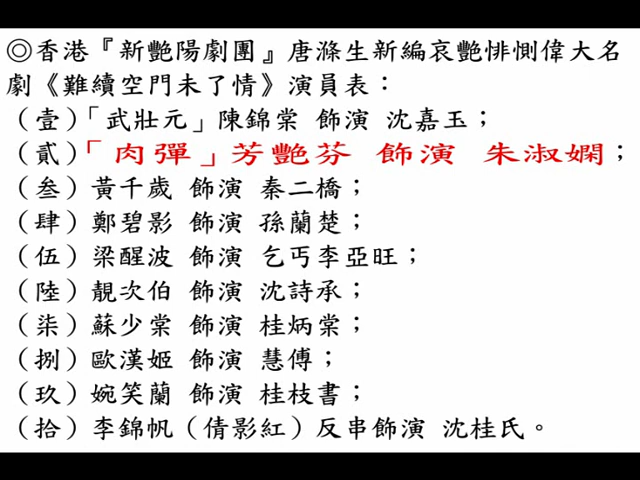 ◎香港『新艷陽劇團』唐滌生新編哀艷悱惻偉大名
劇《難續空門未了情》演員表：
（壹）「武壯元」陳錦棠 飾演 沈嘉玉；
（貳）「肉彈」芳艷芬 飾演 朱淑嫻；
（叁）黃千歲 飾演 秦二橋；
（肆）鄭碧影 飾演 孫蘭楚；
（伍）梁醒波 飾演 乞丐李亞旺；
（陸）靚次伯 飾演 沈詩承；
（柒）蘇少棠 飾演 桂炳棠；
（捌）歐漢姬 飾演 慧傅；
（玖）婉笑蘭 飾演 桂枝書；
（拾）李錦帆（倩影紅）反串飾演 沈桂氏。